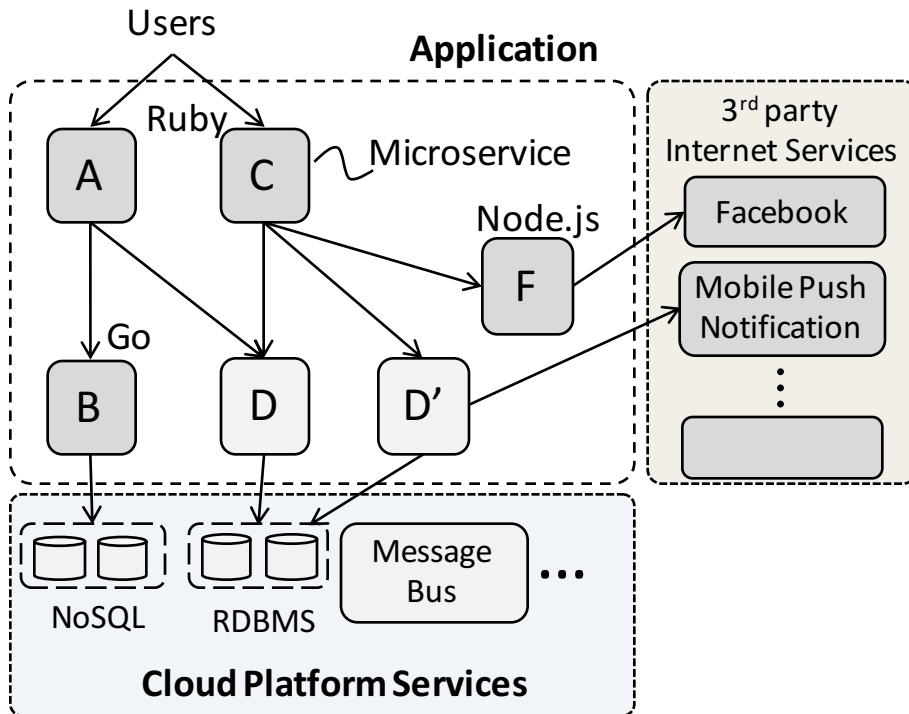 Users
Application
Ruby
A
C
Microservice
Node.js
F
Go
B
D
D’
3rd party
Internet Services
Facebook
Mobile Push
Notification
NoSQL
RDBMS
Message
Bus
...
Cloud Platform Services